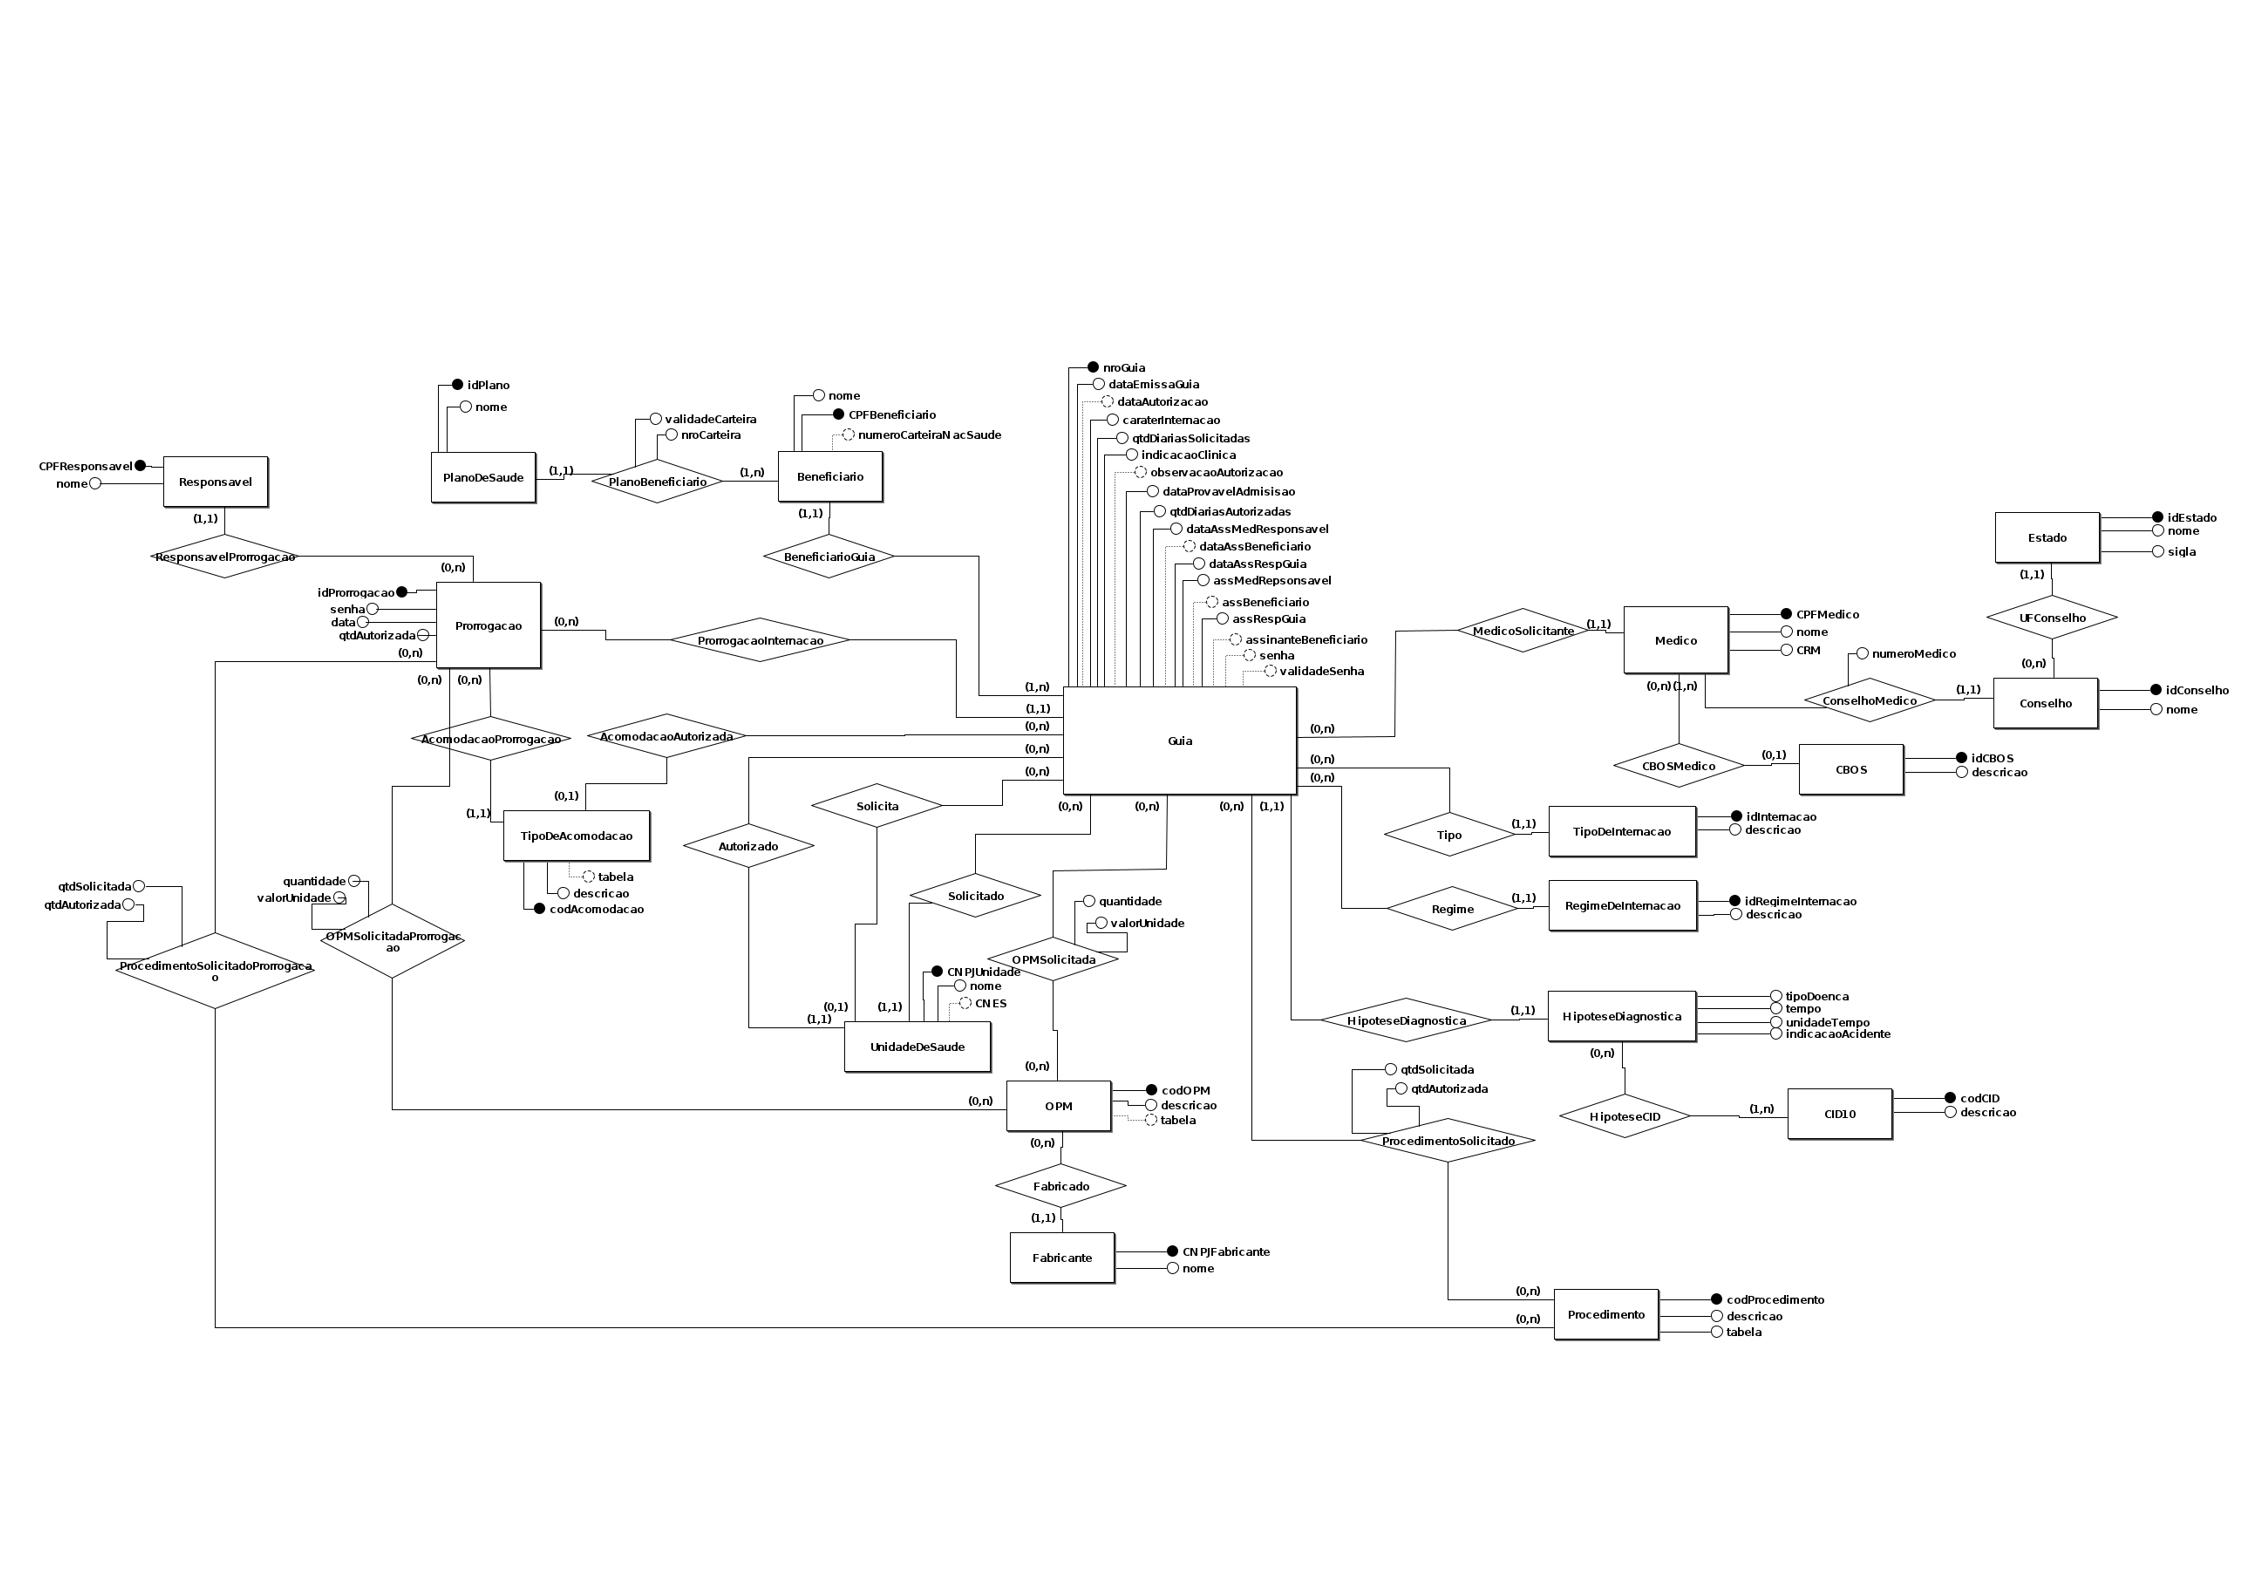 nroGuia
dataEmissaGuia
dataAutorizacao
caraterInternacao
qtdDiariasSolicitadas
indicacaoClinica
observacaoAutorizacao
dataProvavelAdmisisao
qtdDiariasAutorizadas
dataAssMedResponsavel
dataAssBeneficiario
dataAssRespGuia
assMedRepsonsavel
assBeneficiario
assRespGuia
assinanteBeneficiario
senha
validadeSenha
idPlano
nome
PlanoDeSaude
(1,1)
validadeCarteira
nroCarteira
PlanoBeneficiario
(1,n)
nome
CPFBeneficiario
numeroCarteiraNacSaude
Beneficiario
(1,1)
BeneficiarioGuia
(1,n)
CPFResponsavel
nome
Responsavel
(1,1)
ResponsavelProrrogacao
(0,n)
idProrrogacao
senha
data
qtdAutorizada
Prorrogacao
(0,n)
(0,n)
(0,n)
(0,n)
ProrrogacaoInternacao
(1,1)
AcomodacaoProrrogacao
AcomodacaoAutorizada
(0,n)
(0,n)
(0,n)
Guia
(0,1)
(1,1)
TipoDeAcomodacao
tabela
descricao
codAcomodacao
Solicita
Autorizado
Solicitado
(0,n)
(0,n)
(0,n)
(1,1)
(0,n)
(0,n)
(0,n)
MedicoSolicitante
(1,1)
Medico
CPFMedico
nome
CRM
(0,n)
(1,n)
numeroMedico
ConselhoMedico
(1,1)
Conselho
idConselho
nome
(0,n)
UFConselho
(1,1)
Estado
idEstado
nome
sigla
CBOSMedico
(0,1)
CBOS
idCBOS
descricao
Tipo
(1,1)
TipoDeInternacao
idInternacao
descricao
Regime
(1,1)
RegimeDeInternacao
idRegimeInternacao
descricao
qtdSolicitada
qtdAutorizada
ProcedimentoSolicitadoProrrogaca
o
quantidade
valorUnidade
OPMSolicitadaProrrogac
ao
quantidade
valorUnidade
OPMSolicitada
CNPJUnidade
nome
CNES
(0,1)
(1,1)
(1,1)
UnidadeDeSaude
HipoteseDiagnostica
(1,1)
HipoteseDiagnostica
tipoDoenca
tempo
unidadeTempo
indicacaoAcidente
(0,n)
HipoteseCID
(1,n)
CID10
codCID
descricao
(0,n)
(0,n)
OPM
codOPM
descricao
tabela
(0,n)
Fabricado
(1,1)
Fabricante
CNPJFabricante
nome
qtdSolicitada
qtdAutorizada
ProcedimentoSolicitado
(0,n)
(0,n)
Procedimento
codProcedimento
descricao
tabela